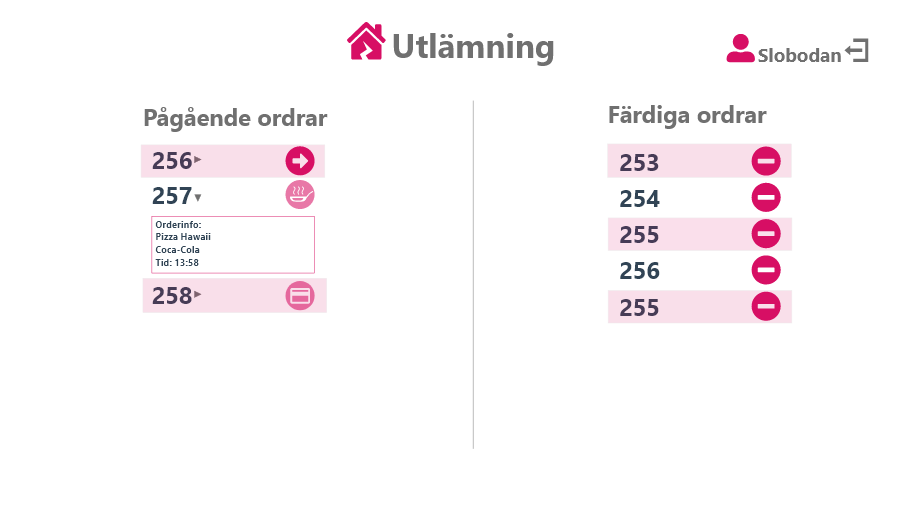 Utlämning
Slobodan
Pågående ordrar
256
257
Orderinfo:
Pizza Hawaii
Coca-Cola
Tid: 13:58
258
Färdiga ordrar
253
254
255
256
255